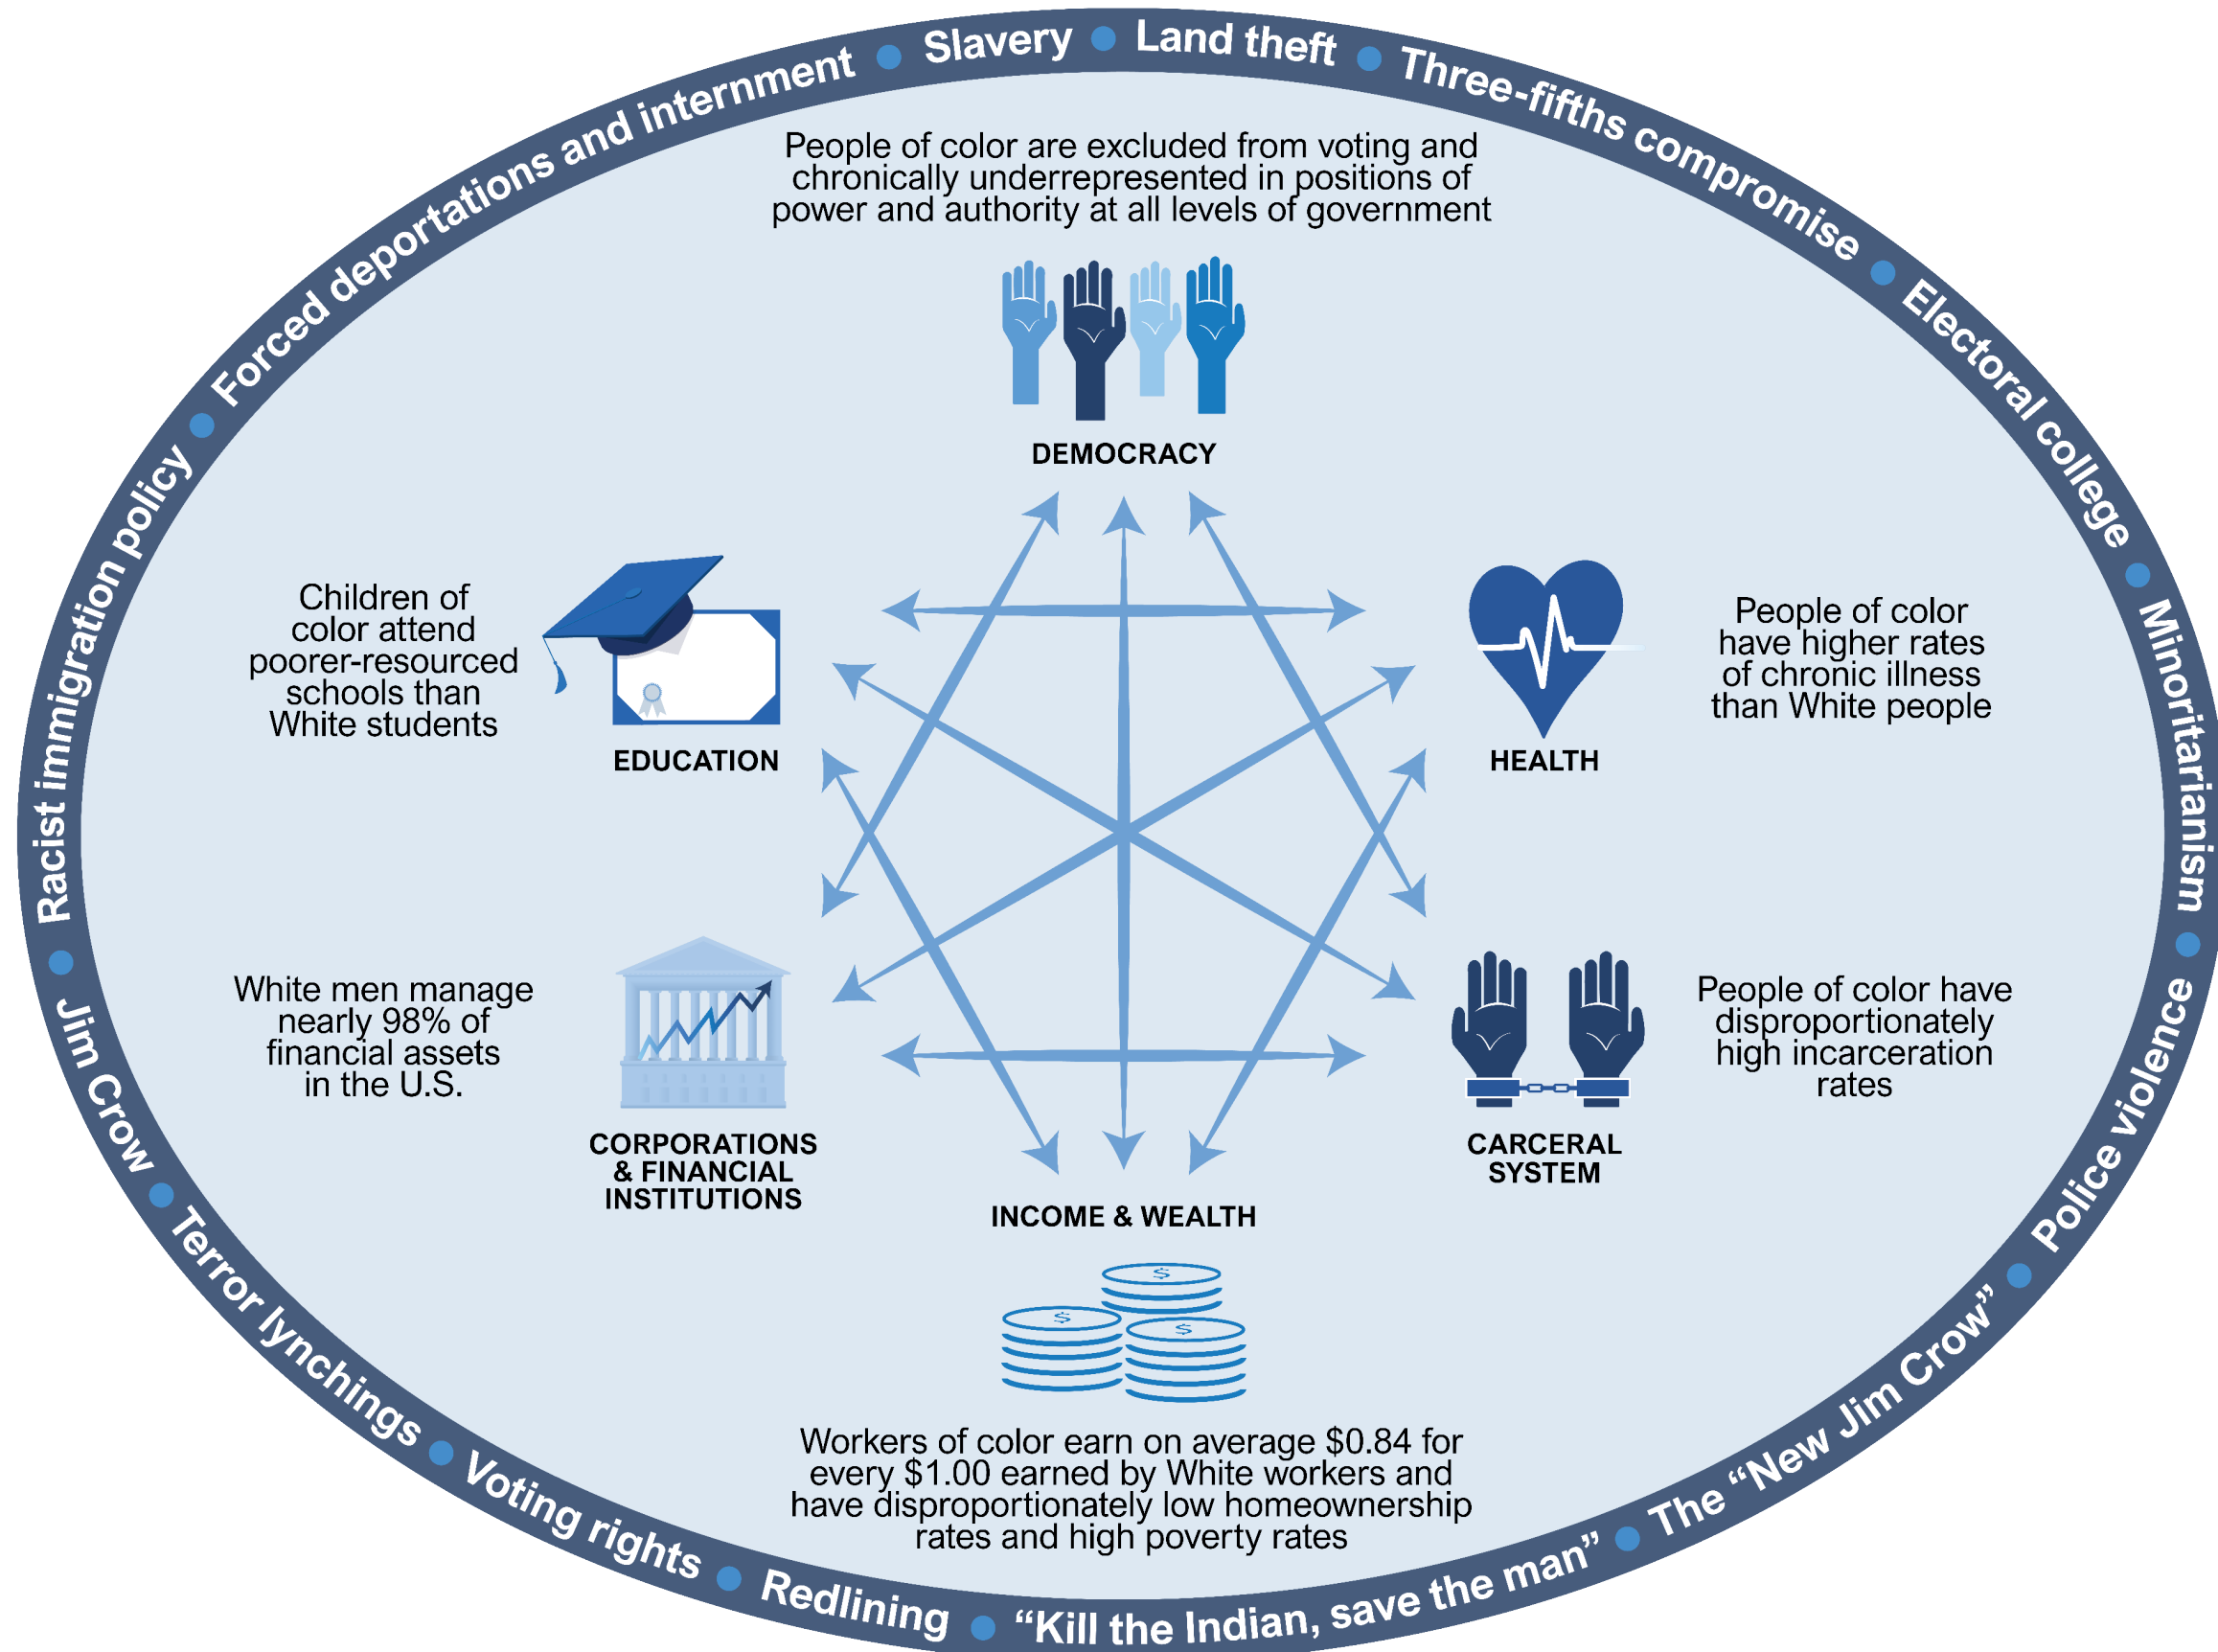 Slavery
Land theft
Three-fifths compromise
Electoral college
Minoritarianism
Police violence
The “New Jim Crow”
“Kill the Indian, save the man”
Redlining
Voting rights
Terror lynchings
Jim Crow
Racist immigration policy
Forced deportations and internment
People of color are excluded from voting and
chronically underrepresented in positions of
power and authority at all levels of government
DEMOCRACY
Children of
color attend
poorer-resourced
schools than
White students
EDUCATION
People of color
have higher rates
of chronic illness
than White people
HEALTH
White men manage
nearly 98% of
financial assets
in the U.S.
CORPORATIONS
& FINANCIAL
INSTITUTIONS
People of color have
disproportionately
high incarceration
rates
CARCERAL
SYSTEM
INCOME & WEALTH
$
$
$
Workers of color earn on average $0.84 for
every $1.00 earned by White workers and
have disproportionately low homeownership
rates and high poverty rates